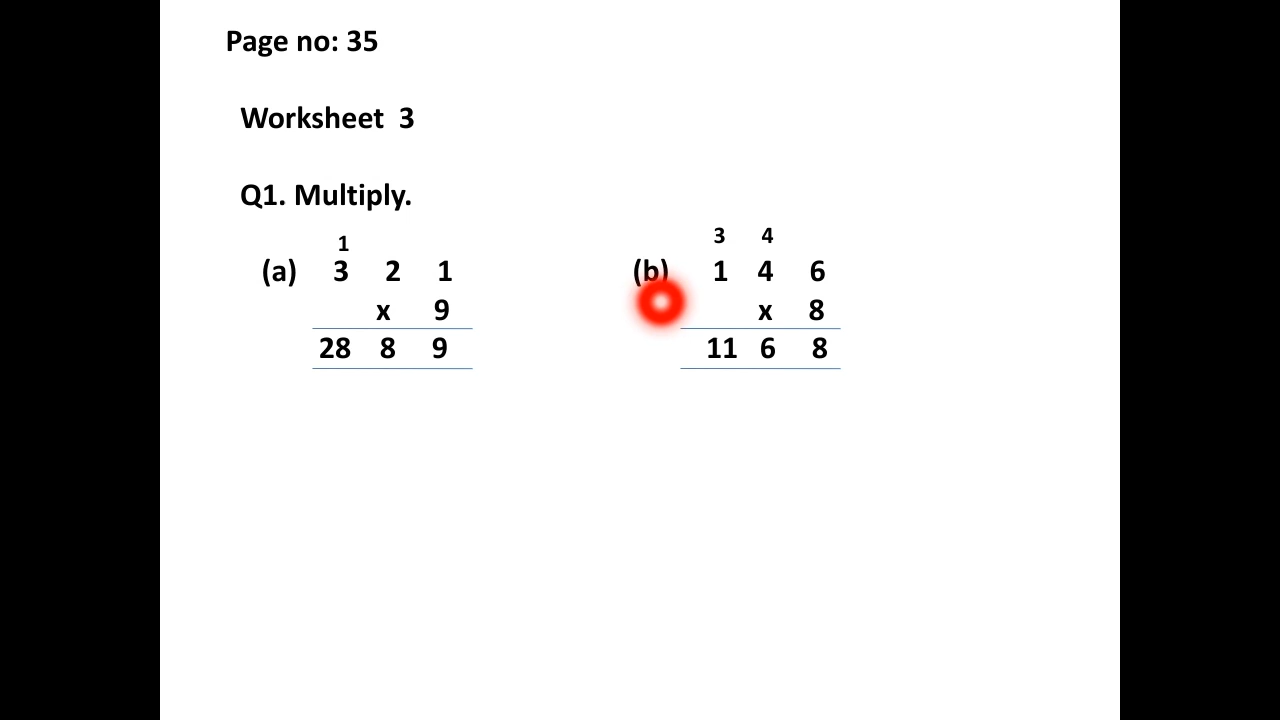 Page no: 35
Worksheet 3
Q1. Multiply.
1
(a) 3 2 1
x 9
28 8 9
3 4
(b) 1 4 6
x 8
11 6 8